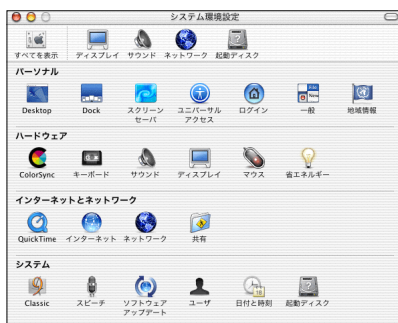 システム環境設定
すべてを表示 ディスプレイ サウンド ネットワーク 起動ディスク
パーソナル
Desktop Dock スクリーンセーバ ユニバーサルアクセス ログイン 一般 地域情報
ハードウェア
ColorSync キーボード サウンド ディスプレイ マウス 省エネルギー
インターネットとネットワーク
QuickTime インターネット ネットワーク 共有
システム
Classic スピーチ ソフトウェアアップデート ユーザ 日付と時刻 起動ディスク